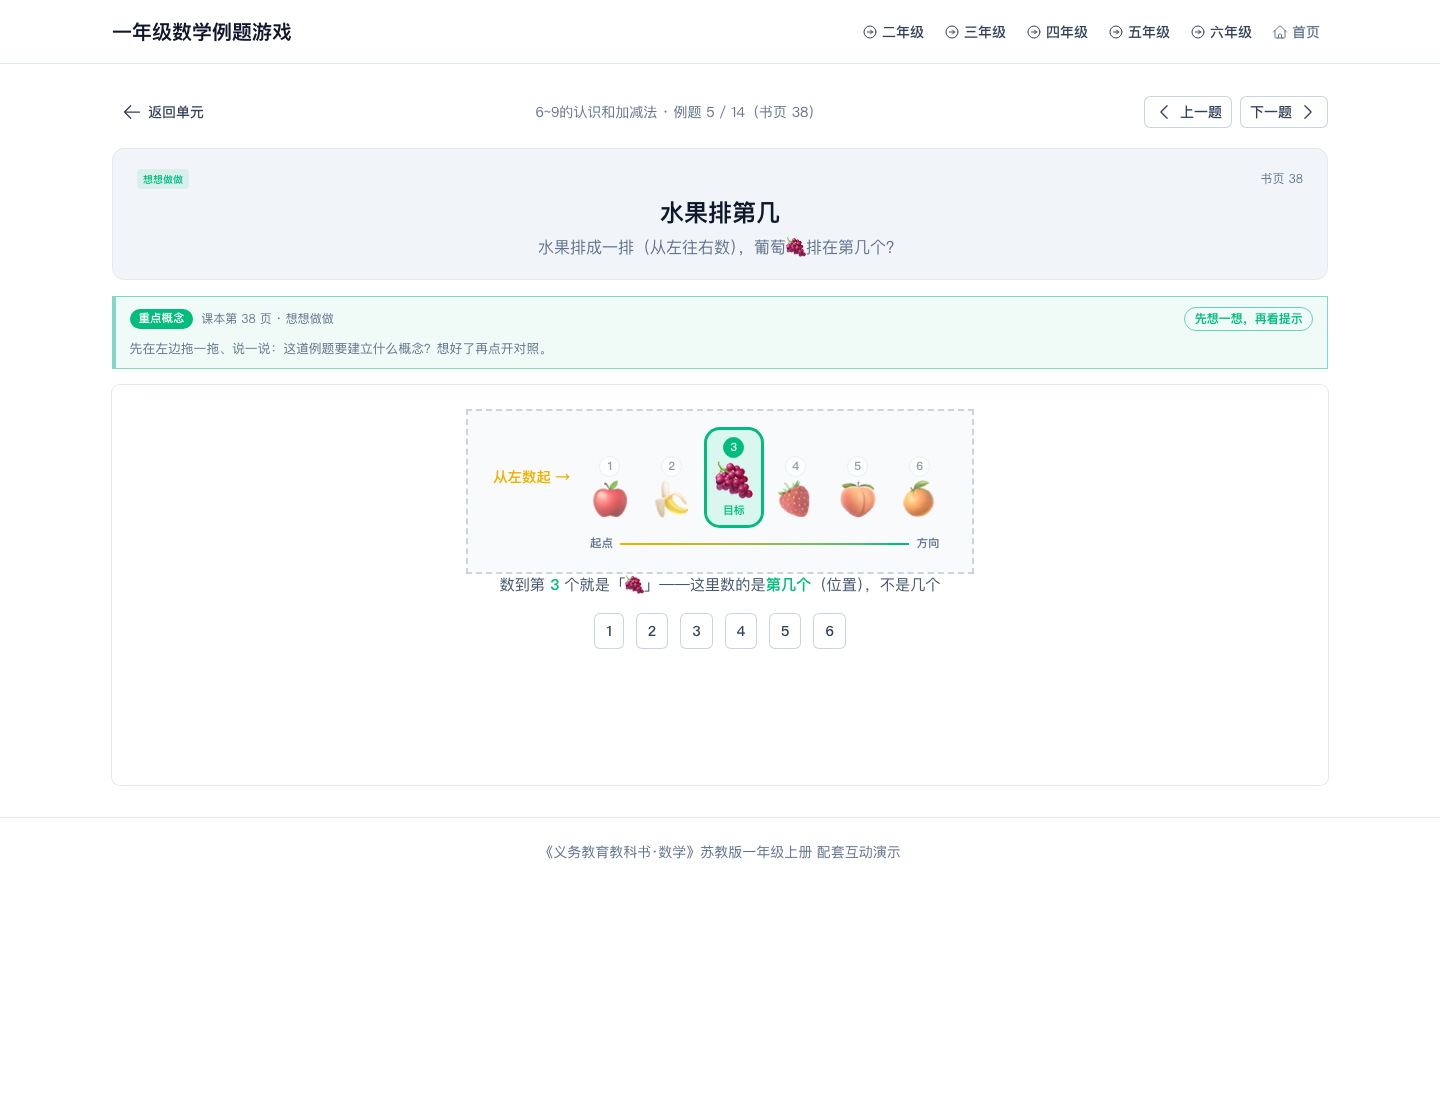 一年级数学例题游戏
二年级 三年级 四年级 五年级 六年级 首页
返回单元 6~9的认识和加减法 · 例题 5 / 14（书页 38） 上一题 下一题
想想做做 书页 38
水果排第几
水果排成一排（从左往右数），葡萄🍇排在第几个？
重点概念 课本第 38 页 · 想想做做 先想一想，再看提示
先在左边拖一拖、说一说：这道例题要建立什么概念？想好了再点开对照。
从左数起 → 1 2 3 4 5 6
目标
起点 方向
数到第 3 个就是「🍇」——这里数的是第几个（位置），不是几个
1 2 3 4 5 6
《义务教育教科书·数学》苏教版一年级上册 配套互动演示